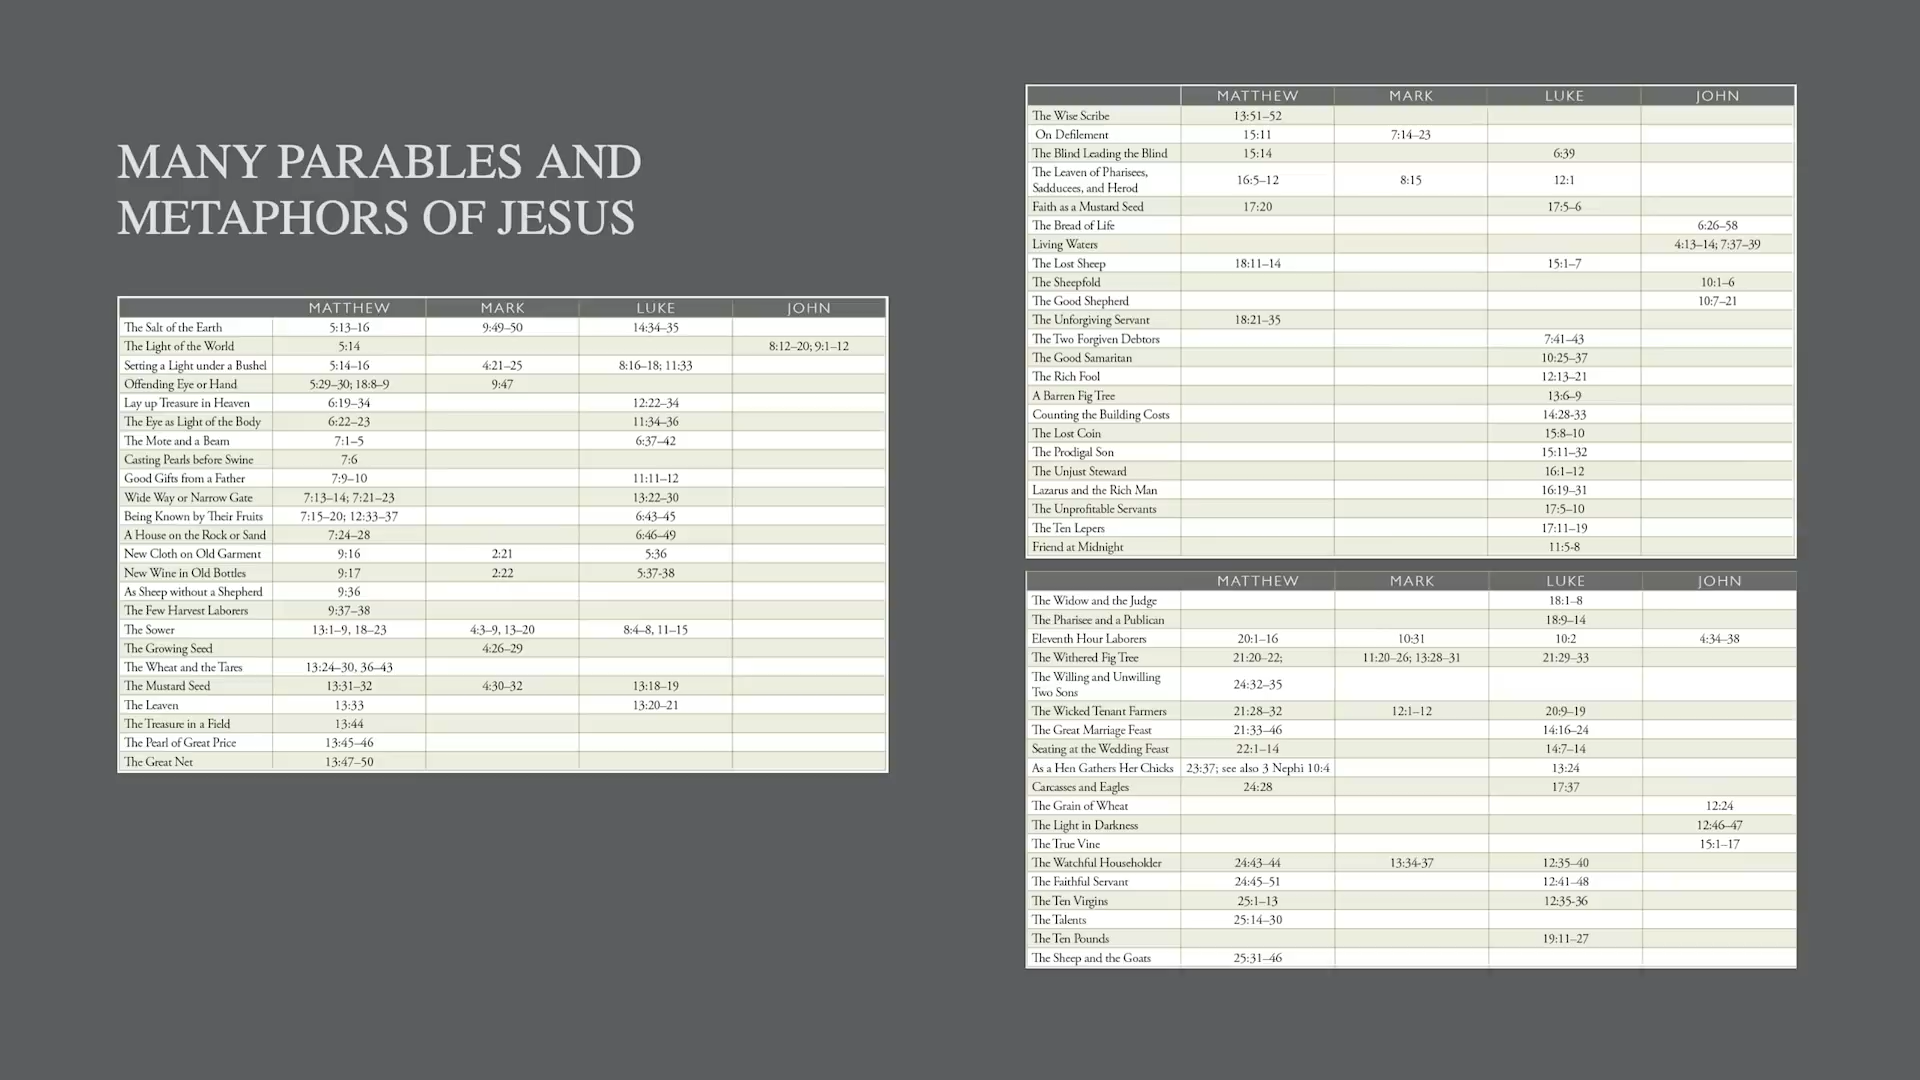 MANY PARABLES AND
METAPHORS OF JESUS
MATTHEW MARK LUKE JOHN
The Salt of the Earth 5:13–16 9:49–50 14:34–35
The Light of the World 5:14 8:12–20; 9:1–12
Setting a Light under a Bushel 5:14–16 4:21–25 8:16–18; 11:33
Offending Eye or Hand 5:29–30; 18:8–9 9:47
Lay up Treasure in Heaven 6:19–34 12:22–34
The Eye as Light of the Body 6:22–23 11:34–36
The Mote and a Beam 7:1–5 6:37–42
Casting Pearls before Swine 7:6
Good Gifts from a Father 7:9–10 11:11–12
Wide Way or Narrow Gate 7:13–14; 7:21–23 13:22–30
Being Known by Their Fruits 7:15–20; 12:33–37 6:43–45
A House on the Rock or Sand 7:24–28 6:46–49
New Cloth on Old Garment 9:16 2:21 5:36
New Wine in Old Bottles 9:17 2:22 5:37-38
As Sheep without a Shepherd 9:36
The Few Harvest Laborers 9:37–38
The Sower 13:1–9, 18–23 4:3–9, 13–20 8:4–8, 11–15
The Growing Seed 4:26–29
The Wheat and the Tares 13:24–30, 36–43
The Mustard Seed 13:31–32 4:30–32 13:18–19
The Leaven 13:33 13:20–21
The Treasure in a Field 13:44
The Pearl of Great Price 13:45–46
The Great Net 13:47–50
MATTHEW MARK LUKE JOHN
The Wise Scribe 13:51–52
On Defilement 15:11 7:14–23
The Blind Leading the Blind 15:14 6:39
The Leaven of Pharisees,
Sadducees, and Herod 16:5–12 8:15 12:1
Faith as a Mustard Seed 17:20 17:5–6
The Bread of Life 6:26–58
Living Waters 4:13–14; 7:37–39
The Lost Sheep 18:11–14 15:1–7
The Sheepfold 10:1–6
The Good Shepherd 10:7–21
The Unforgiving Servant 18:21–35
The Two Forgiven Debtors 7:41–43
The Good Samaritan 10:25–37
The Rich Fool 12:13–21
A Barren Fig Tree 13:6–9
Counting the Building Costs 14:28-33
The Lost Coin 15:8–10
The Prodigal Son 15:11–32
The Unjust Steward 16:1–12
Lazarus and the Rich Man 16:19–31
The Unprofitable Servants 17:5–10
The Ten Lepers 17:11–19
Friend at Midnight 11:5-8
MATTHEW MARK LUKE JOHN
The Widow and the Judge 18:1–8
The Pharisee and a Publican 18:9–14
Eleventh Hour Laborers 20:1–16 10:31 10:2 4:34–38
The Withered Fig Tree 21:20–22; 11:20–26; 13:28–31 21:29–33
The Willing and Unwilling
Two Sons 24:32–35
The Wicked Tenant Farmers 21:28–32 12:1–12 20:9–19
The Great Marriage Feast 21:33–46 14:16–24
Seating at the Wedding Feast 22:1–14 14:7–14
As a Hen Gathers Her Chicks 23:37; see also 3 Nephi 10:4 13:24
Carcasses and Eagles 24:28 17:37
The Grain of Wheat 12:24
The Light in Darkness 12:46–47
The True Vine 15:1–17
The Watchful Householder 24:43–44 13:34-37 12:35–40
The Faithful Servant 24:45–51 12:41–48
The Ten Virgins 25:1–13 12:35-36
The Talents 25:14–30
The Ten Pounds 19:11–27
The Sheep and the Goats 25:31–46